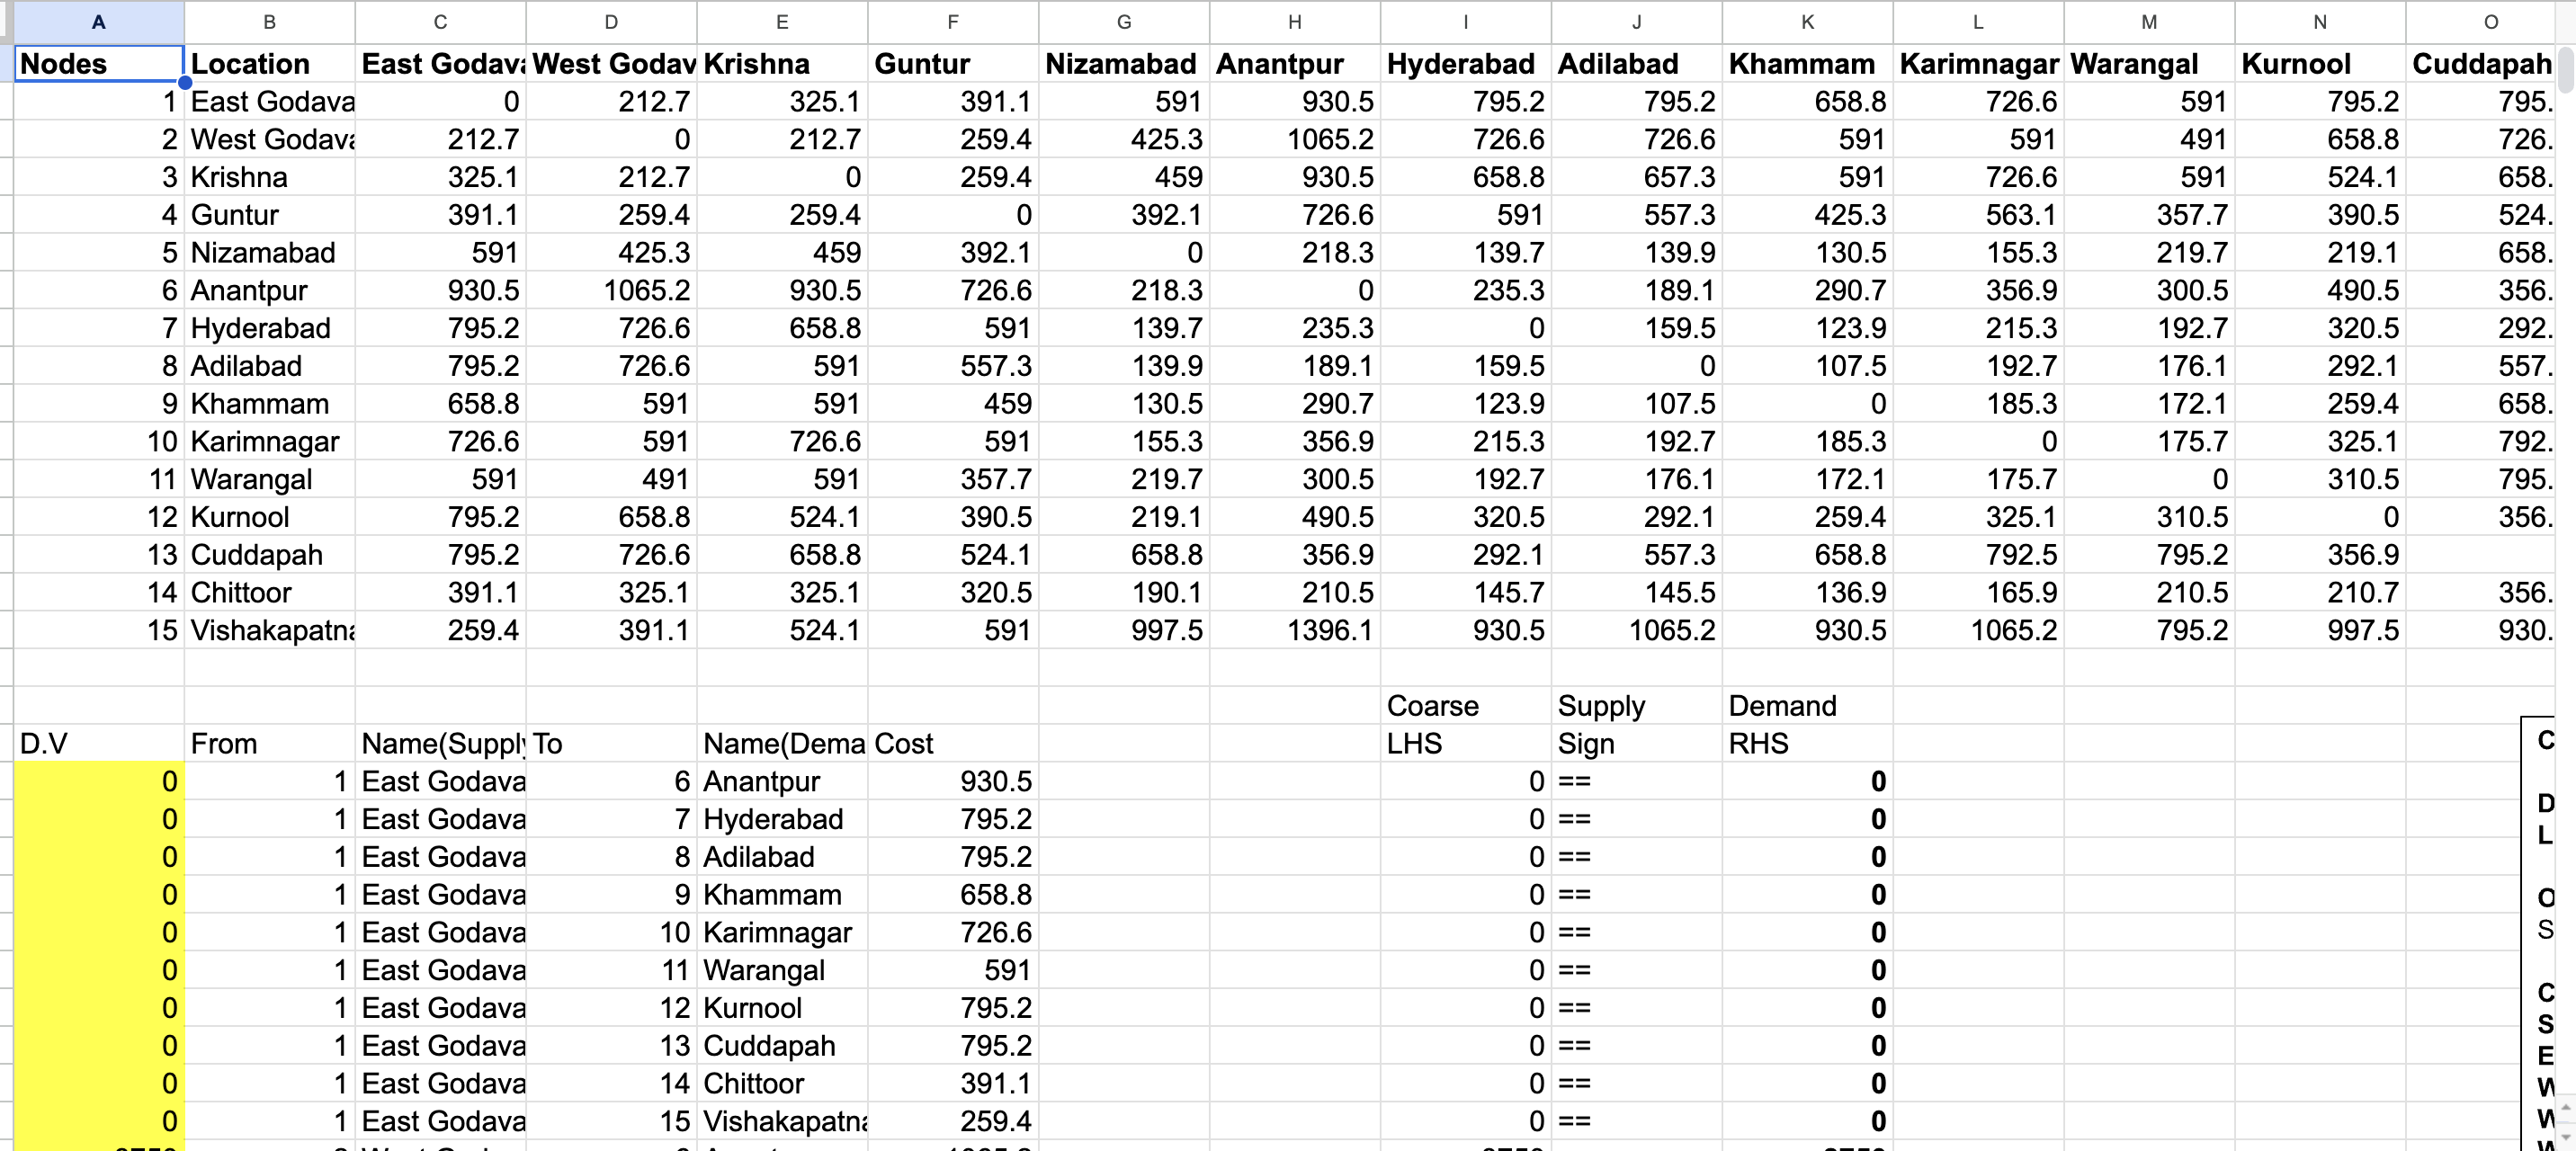 A B C D E F G H I J K L M N O
Nodes Location East Godava West Godav Krishna Guntur Nizamabad Anantpur Hyderabad Adilabad Khammam Karimnagar Warangal Kurnool Cuddapah
1 East Godava 0 212.7 325.1 391.1 591 930.5 795.2 795.2 658.8 726.6 591 795.2 795.
2 West Godava 212.7 0 212.7 259.4 425.3 1065.2 726.6 726.6 591 591 491 658.8 726.
3 Krishna 325.1 212.7 0 259.4 459 930.5 658.8 657.3 591 726.6 591 524.1 658.
4 Guntur 391.1 259.4 259.4 0 392.1 726.6 591 557.3 425.3 563.1 357.7 390.5 524.
5 Nizamabad 591 425.3 459 392.1 0 218.3 139.7 139.9 130.5 155.3 219.7 219.1 658.
6 Anantpur 930.5 1065.2 930.5 726.6 218.3 0 235.3 189.1 290.7 356.9 300.5 490.5 356.
7 Hyderabad 795.2 726.6 658.8 591 139.7 235.3 0 159.5 123.9 215.3 192.7 320.5 292.
8 Adilabad 795.2 726.6 591 557.3 139.9 189.1 159.5 0 107.5 192.7 176.1 292.1 557.
9 Khammam 658.8 591 591 459 130.5 290.7 123.9 107.5 0 185.3 172.1 259.4 658.
10 Karimnagar 726.6 591 726.6 591 155.3 356.9 215.3 192.7 185.3 0 175.7 325.1 792.
11 Warangal 591 491 591 357.7 219.7 300.5 192.7 176.1 172.1 175.7 0 310.5 795.
12 Kurnool 795.2 658.8 524.1 390.5 219.1 490.5 320.5 292.1 259.4 325.1 310.5 0 356.
13 Cuddapah 795.2 726.6 658.8 524.1 658.8 356.9 292.1 557.3 658.8 792.5 795.2 356.9
14 Chittoor 391.1 325.1 325.1 320.5 190.1 210.5 145.7 145.5 136.9 165.9 210.5 210.7 356.
15 Vishakapatna 259.4 391.1 524.1 591 997.5 1396.1 930.5 1065.2 930.5 1065.2 795.2 997.5 930.
Coarse Supply Demand
D.V From Name(Supply To Name(Dema Cost LHS Sign RHS C
0 1 East Godava 6 Anantpur 930.5 0 == 0 D
0 1 East Godava 7 Hyderabad 795.2 0 == 0 L
0 1 East Godava 8 Adilabad 795.2 0 == 0
0 1 East Godava 9 Khammam 658.8 0 == 0 O
0 1 East Godava 10 Karimnagar 726.6 0 == 0 S
0 1 East Godava 11 Warangal 591 0 == 0
0 1 East Godava 12 Kurnool 795.2 0 == 0 C
0 1 East Godava 13 Cuddapah 795.2 0 == 0 S
0 1 East Godava 14 Chittoor 391.1 0 == 0 E
0 1 East Godava 15 Vishakapatna 259.4 0 == 0